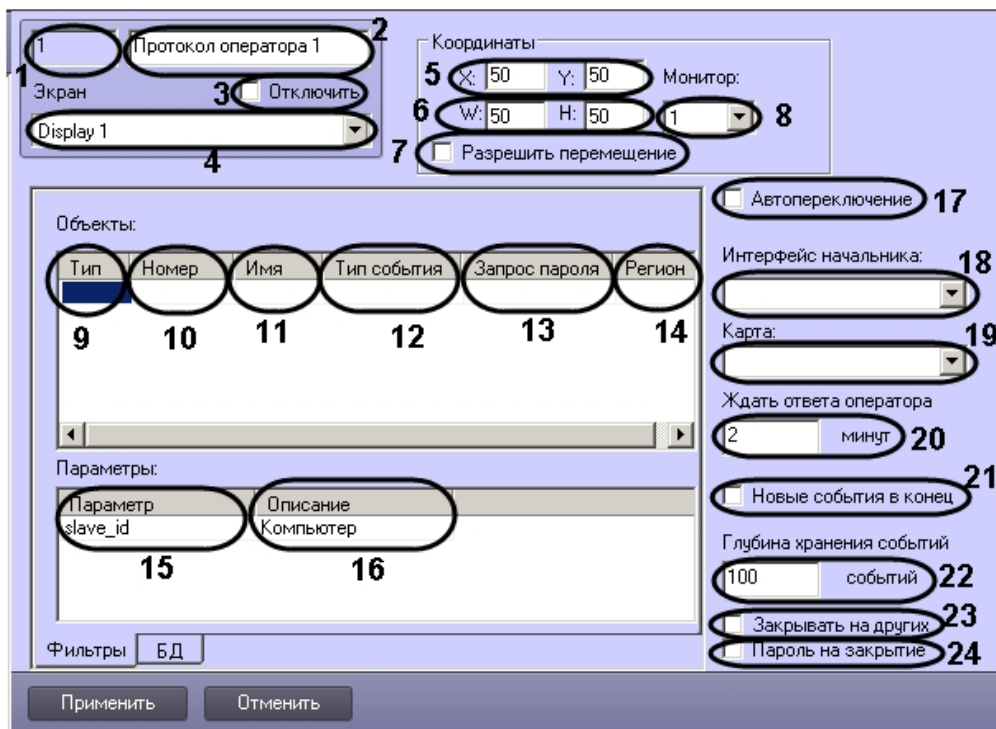 1 Протокол оператора 1 2
1
Экран 3 Отключить
Display 1
4
Координаты
5 X: 50 Y: 50 Монитор:
6 W: 50 H: 50 1 8
7 Разрешить перемещение
Объекты:
Тип Номер Имя Тип события Запрос пароля Регион
9 10 11 12 13 14
Параметры:
Параметр Описание
slave_id Компьютер
15 16
Фильтры БД
Автопереключение 17
Интерфейс начальника: 18
Карта: 19
Ждать ответа оператора
2 минут 20
21
Новые события в конец
Глубина хранения событий
100 событий 22
Закрывать на других 23
Пароль на закрытие 24
Применить Отменить